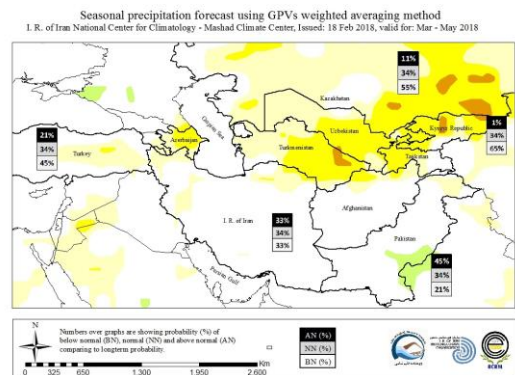 Seasonal precipitation forecast using GPVs weighted averaging method
I. R. of Iran National Center for Climatology - Mashad Climate Center, Issued: 18 Feb 2018, valid for: Mar - May 2018
11%
34%
55%
Kazakhstan
1%
34%
65%
21%
34%
45%
Caspian Sea
Uzbekistan
Kyrgyz Republic
Azerbaijan
Turkey
Turkmenistan
Tajikistan
I. R. of Iran
33%
34%
33%
Afghanistan
Pakistan
45%
34%
21%
Persian Gulf
N
Numbers over graphs are showing probability (%) of
below normal (BN), normal (NN) and above normal (AN)
comparing to longterm probability.
AN (%)
NN (%)
BN (%)
Km
0 325 650 1.300 1.950 2.600